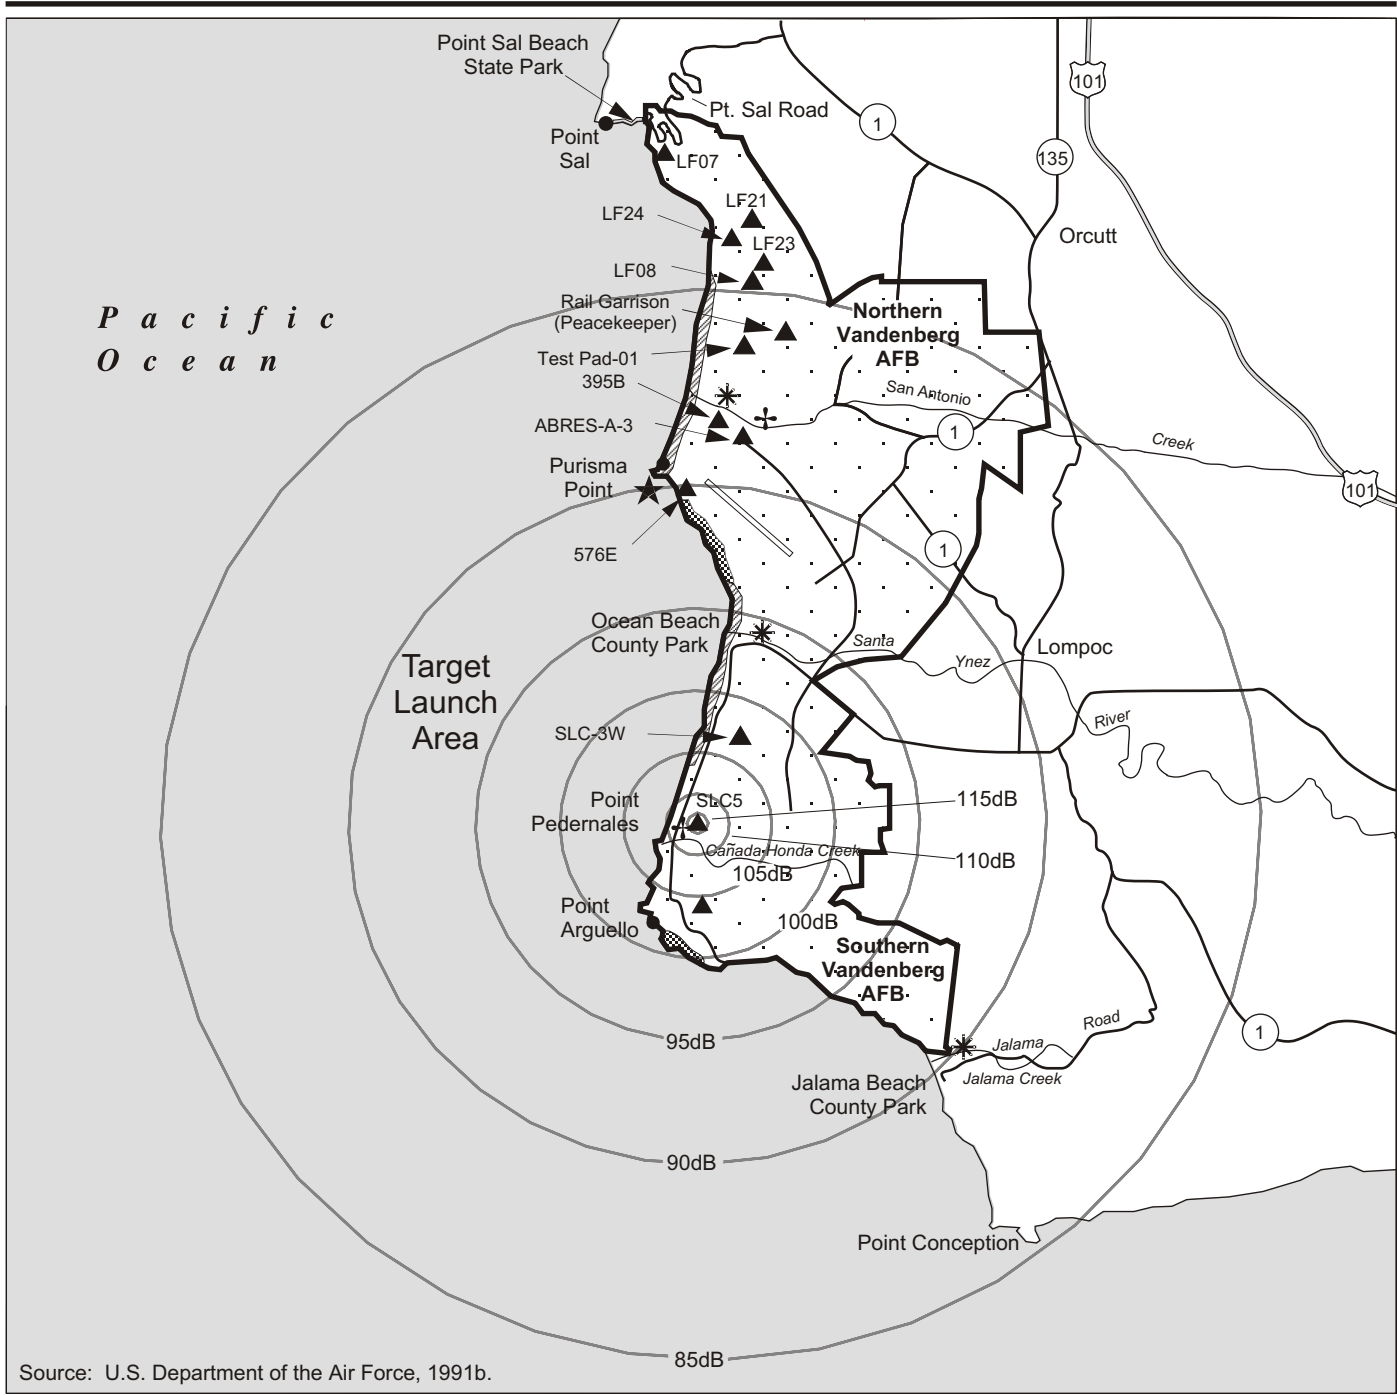 Point Sal Beach
State Park
Pt. Sal Road
1
101
135
Point
Sal
LF07
LF21
LF24
LF23
Orcutt
LF08
Rail Garrison
(Peacekeeper)
Pacific
Ocean
Northern
Vandenberg
AFB
Test Pad-01
395B
San Antonio
ABRES-A-3
1
Creek
Purisma
Point
101
576E
1
Ocean Beach
County Park
Santa
Ynez
Lompoc
River
Target
Launch
Area
SLC-3W
Point
Pedernales
SLC5
115dB
Cañada Honda Creek
110dB
105dB
Point
Arguello
100dB
Southern
Vandenberg
AFB
95dB
Jalama
Road
1
Jalama Creek
Jalama Beach
County Park
90dB
Point Conception
85dB
Source: U.S. Department of the Air Force, 1991b.